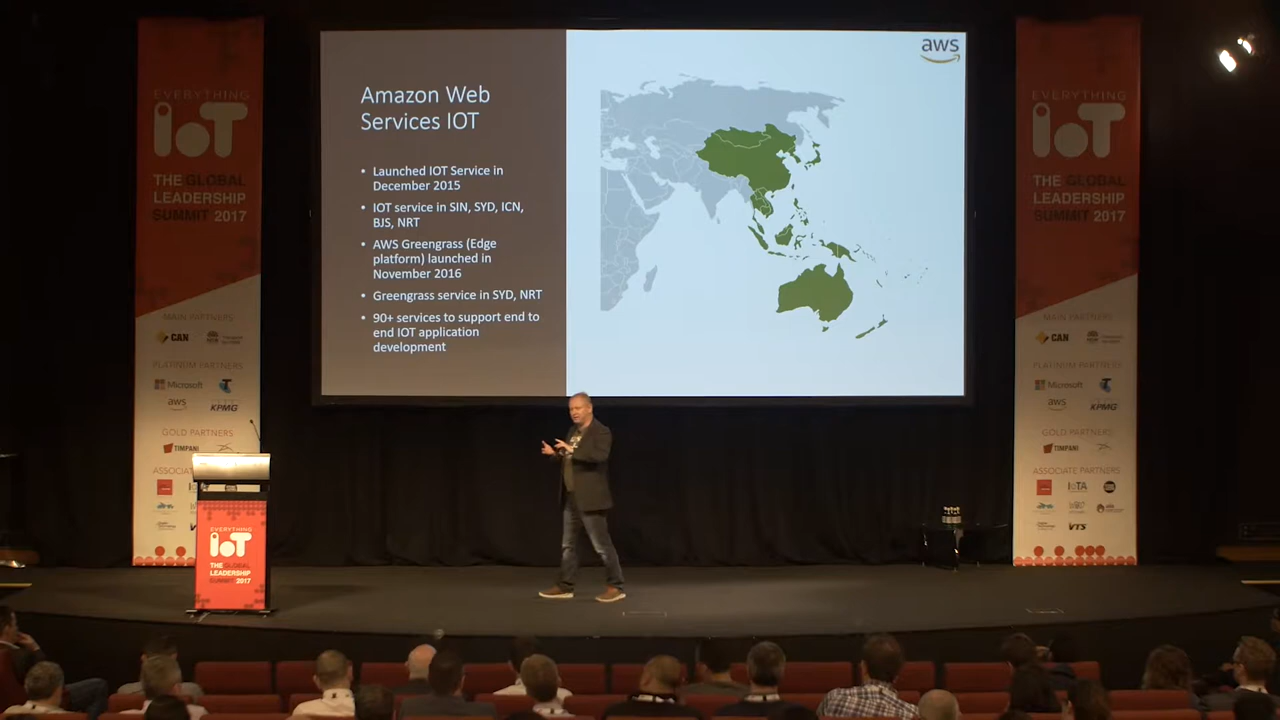 EVERYTHING
IoT
THE GLOBAL
LEADERSHIP
SUMMIT 2017
MAIN PARTNERS
CAN
PLATINUM PARTNERS
Microsoft
aws
KPMG
GOLD PARTNERS
TIMPANI
EVERYTHING
IoT
THE GLOBAL
LEADERSHIP
SUMMIT 2017
Amazon Web
Services IOT
• Launched IOT Service in
December 2015
• IOT service in SIN, SYD, ICN,
BJS, NRT
• AWS Greengrass (Edge
platform) launched in
November 2016
• Greengrass service in SYD, NRT
• 90+ services to support end to
end IOT application
development
aws
EVERYTHING
IoT
THE GLOBAL
LEADERSHIP
SUMMIT 2017
MAIN PARTNERS
CAN
PLATINUM PARTNERS
Microsoft
aws
KPMG
GOLD PARTNERS
TIMPANI
ASSOCIATE PARTNERS
IoTA
VTS